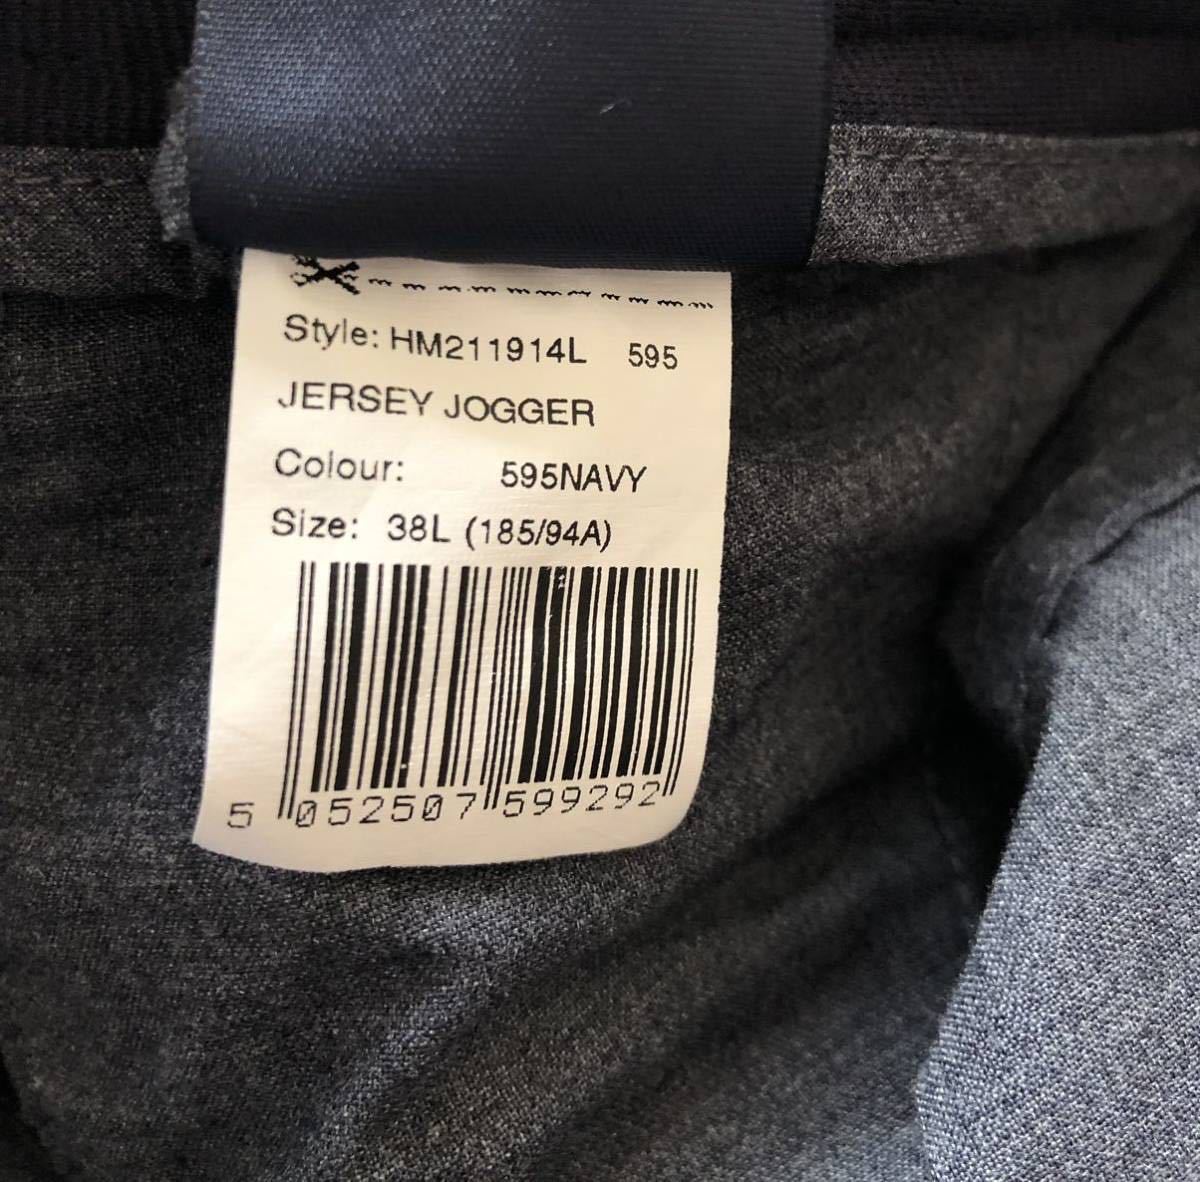 Style: HM211914L 595
JERSEY JOGGER
Colour: 595NAVY
Size: 38L (185/94A)
5 052507 599292